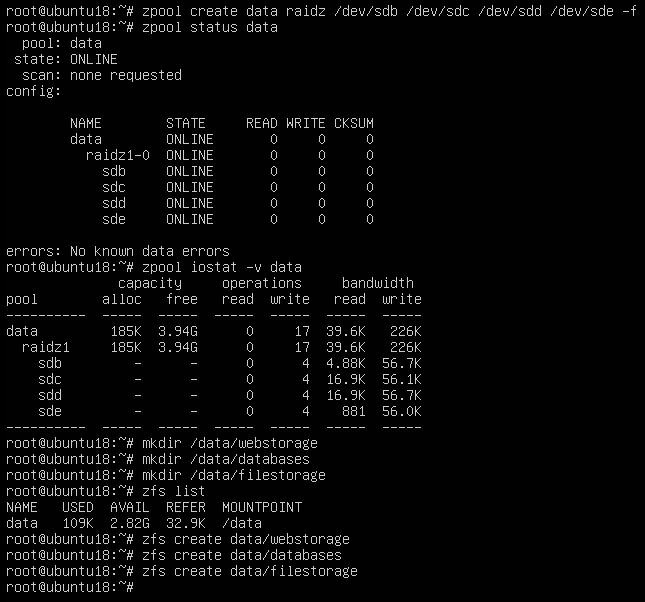 root@ubuntu18:~# zpool create data raidz /dev/sdb /dev/sdc /dev/sdd /dev/sde -f
root@ubuntu18:~# zpool status data
  pool: data
 state: ONLINE
  scan: none requested
config:

        NAME        STATE     READ WRITE CKSUM
        data        ONLINE       0     0     0
          raidz1-0  ONLINE       0     0     0
            sdb     ONLINE       0     0     0
            sdc     ONLINE       0     0     0
            sdd     ONLINE       0     0     0
            sde     ONLINE       0     0     0

errors: No known data errors
root@ubuntu18:~# zpool iostat -v data
              capacity     operations     bandwidth
pool        alloc   free   read  write   read  write
----------  -----  -----  -----  -----  -----  -----
data         185K  3.94G      0     17  39.6K   226K
  raidz1     185K  3.94G      0     17  39.6K   226K
    sdb         -      -      0      4  4.88K  56.7K
    sdc         -      -      0      4  16.9K  56.1K
    sdd         -      -      0      4  16.9K  56.7K
    sde         -      -      0      4    881  56.0K
----------  -----  -----  -----  -----  -----  -----
root@ubuntu18:~# mkdir /data/webstorage
root@ubuntu18:~# mkdir /data/databases
root@ubuntu18:~# mkdir /data/filestorage
root@ubuntu18:~# zfs list
NAME   USED  AVAIL  REFER  MOUNTPOINT
data   109K  2.82G  32.9K  /data
root@ubuntu18:~# zfs create data/webstorage
root@ubuntu18:~# zfs create data/databases
root@ubuntu18:~# zfs create data/filestorage
root@ubuntu18:~#